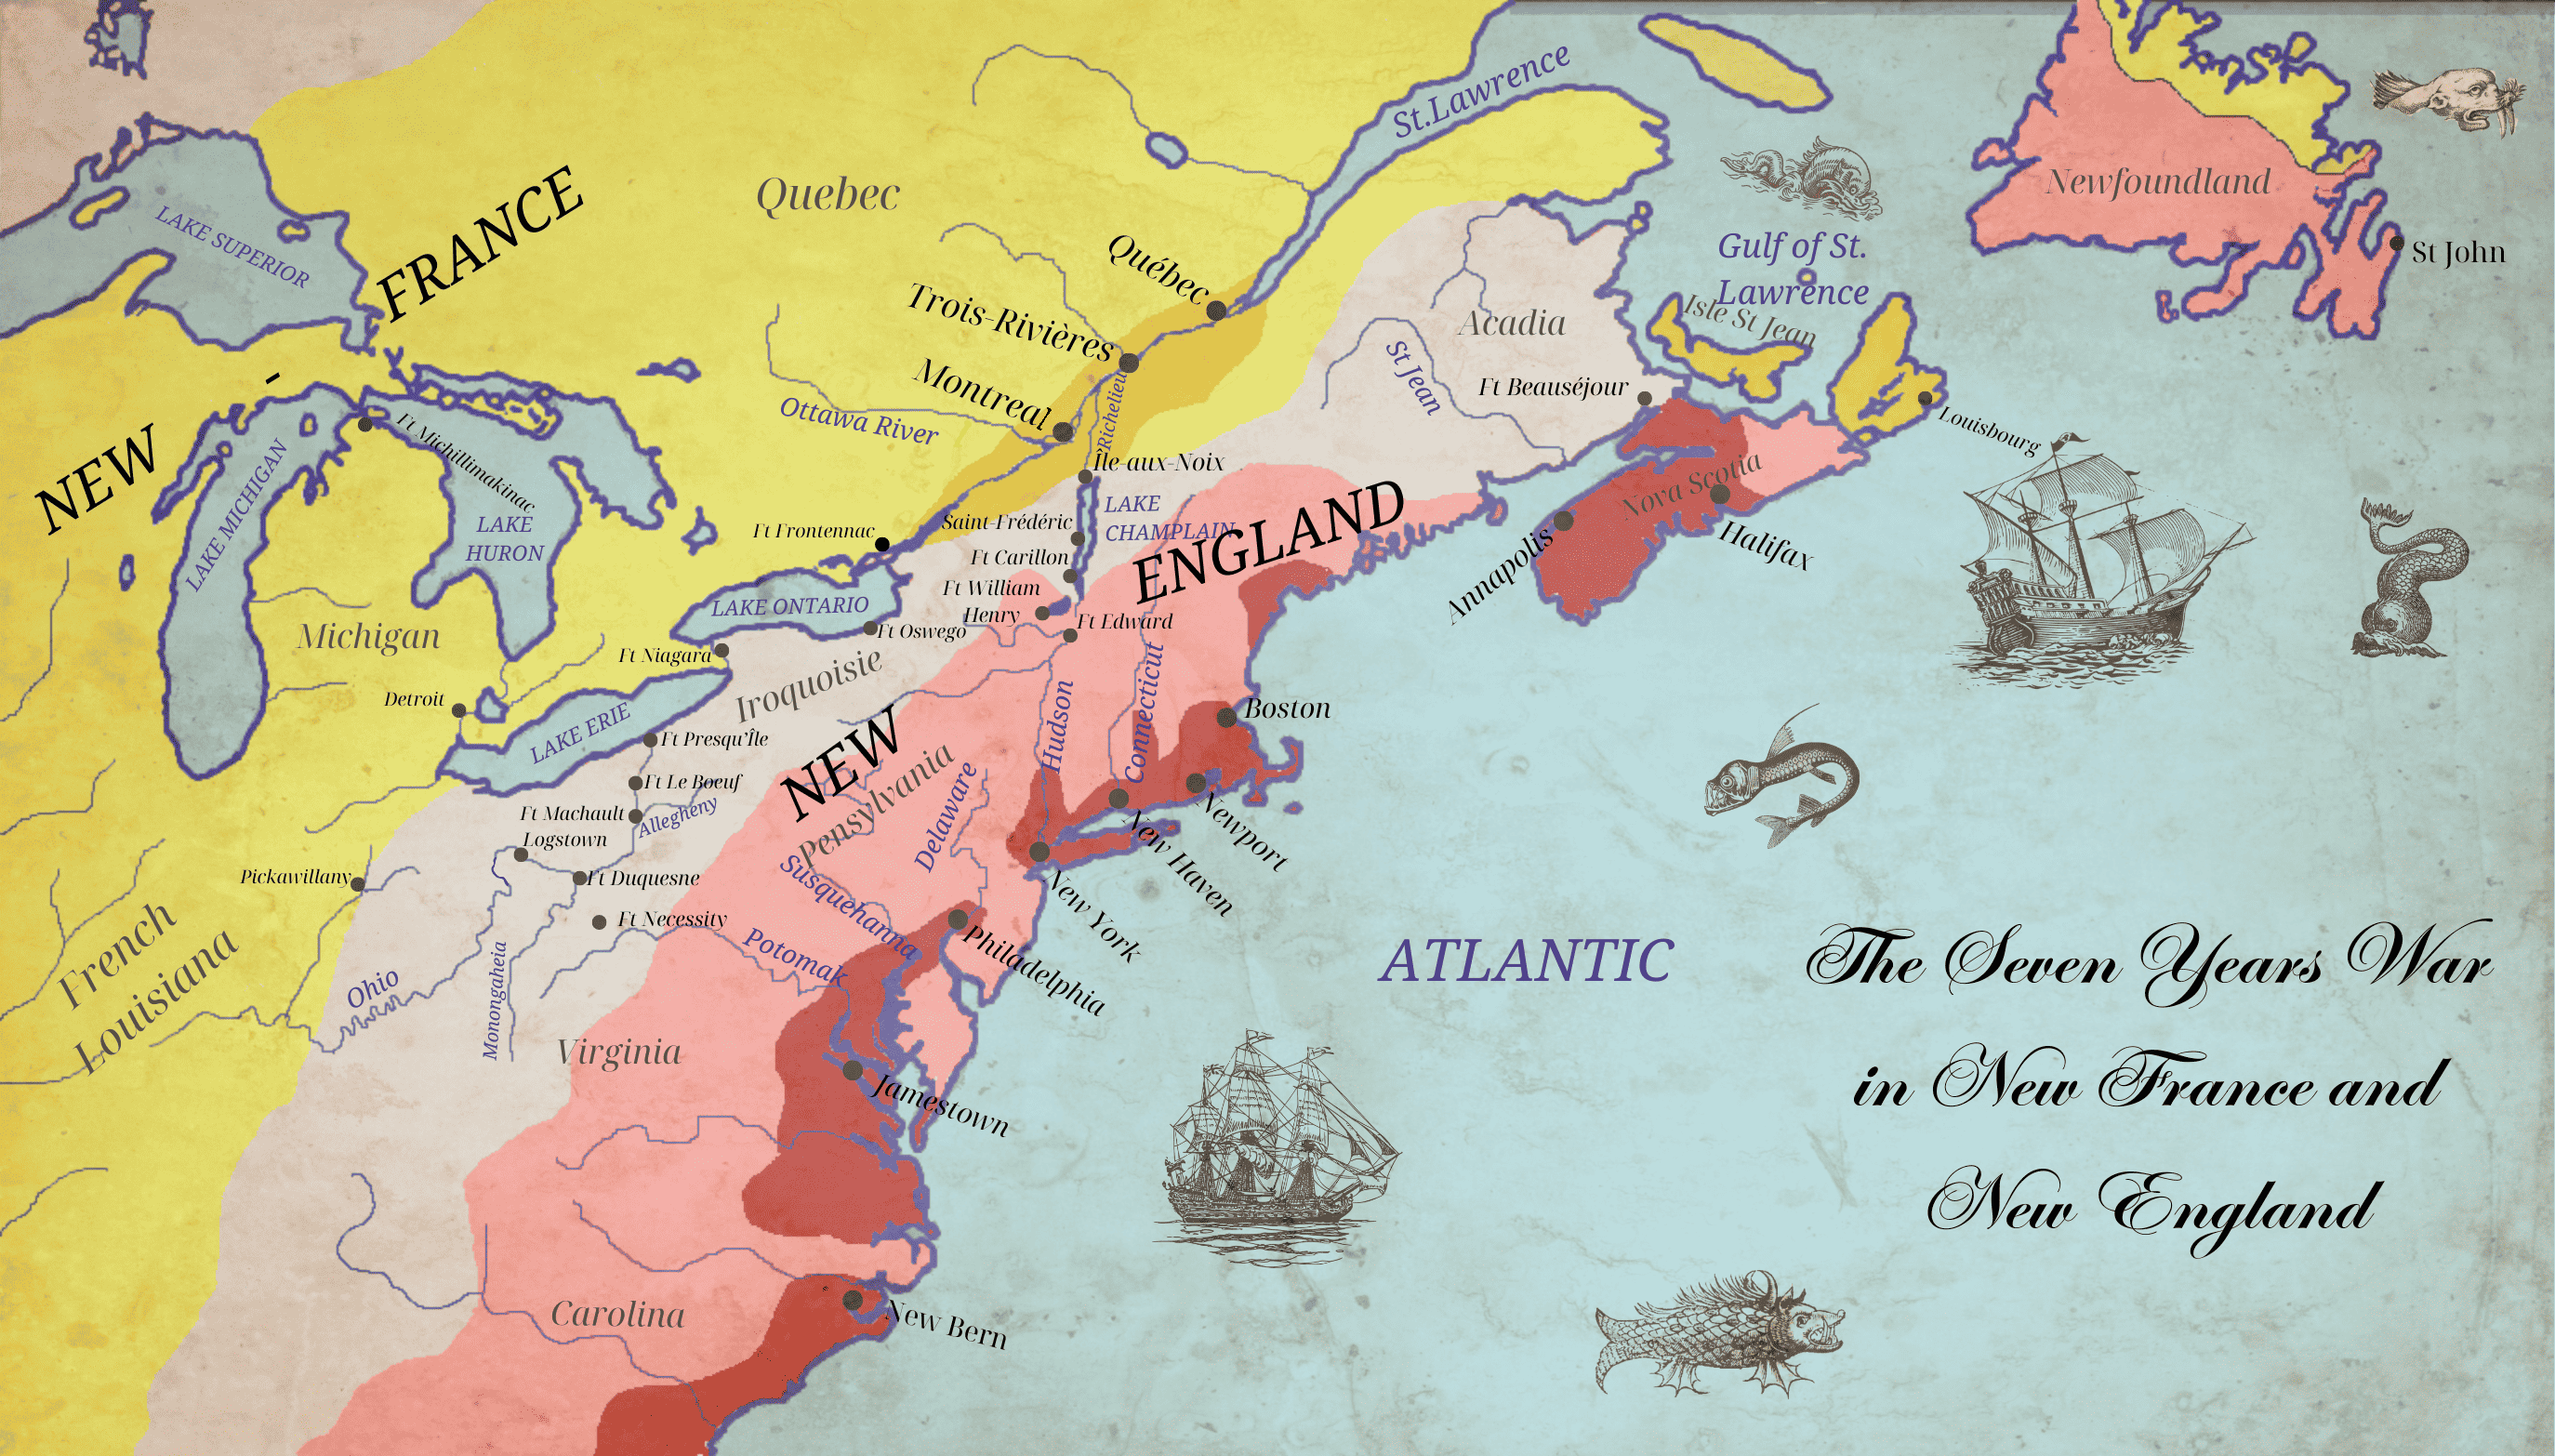 St.Lawrence
LAKE SUPERIOR
NEW - FRANCE
Quebec
Newfoundland
St John
Gulf of St.
Lawrence
Isle St Jean
Québec
Trois-Rivières
Montreal
Richelieu
Ottawa River
Acadia
St Jean
Ft Beauséjour
Louisbourg
Nova Scotia
Annapolis
Halifax
Ft Michillimakinac
LAKE MICHIGAN
LAKE
HURON
Michigan
Île-aux-Noix
LAKE
CHAMPLAIN
Saint-Frédéric
Ft Frontennac
Ft Carillon
Ft William
Henry
Ft Edward
LAKE ONTARIO
Ft Oswego
Ft Niagara
Iroquoisie
NEW ENGLAND
Detroit
LAKE ERIE
Ft Presqu'Île
Ft Le Boeuf
Ft Machault
Allegheny
Logstown
Pickawillany
Ft Duquesne
Ft Necessity
French
Louisiana
Ohio
Monongaheia
Pensylvania
Delaware
Susquehanna
Potomak
Hudson
Connecticut
Boston
Newport
New Haven
New York
Philadelphia
Virginia
Jamestown
Carolina
New Bern
ATLANTIC
The Seven Years War
in New France and
New England